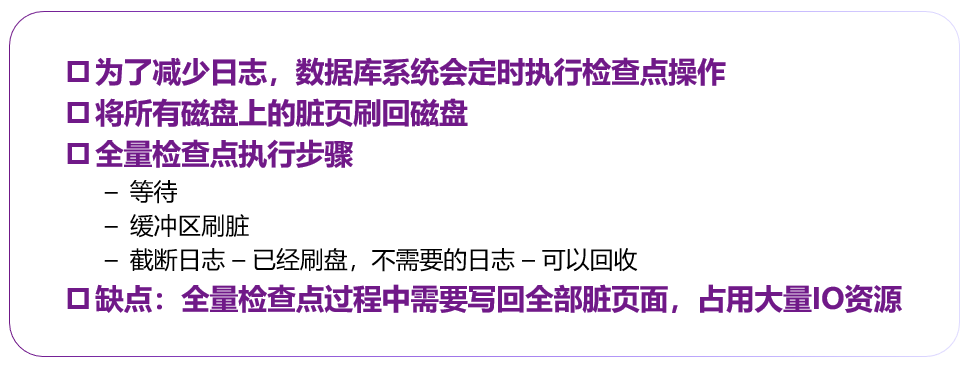 为了减少日志，数据库系统会定时执行检查点操作
将所有磁盘上的脏页刷回磁盘
全量检查点执行步骤
– 等待
– 缓冲区刷脏
– 截断日志 – 已经刷盘，不需要的日志 – 可以回收
缺点：全量检查点过程中需要写回全部脏页面，占用大量IO资源